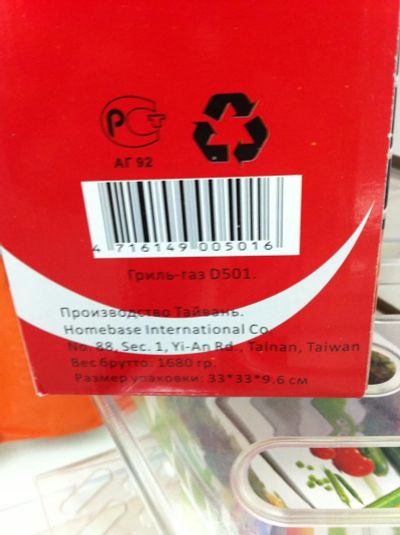 РСТ
АГ 92
4 716149 005016
Гриль-газ D501.
Производство Тайвань.
Homebase International Co.
No. 88, Sec. 1, Yi-An Rd., Tainan, Taiwan
Вес брутто: 1680 гр.
Размер упаковки: 33*33*9.6 см